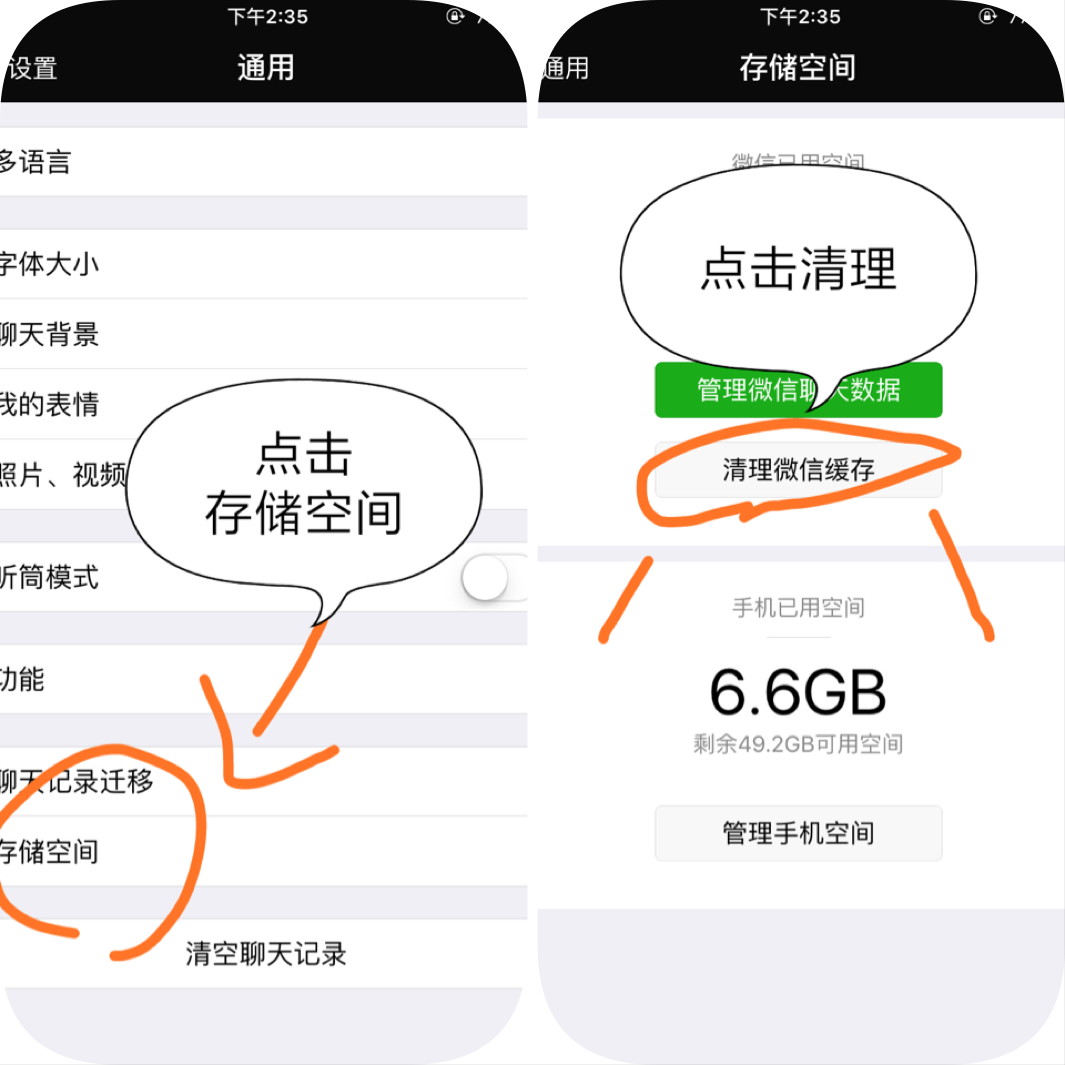 下午2:35
设置
通用
多语言
字体大小
聊天背景
我的表情
照片、视频
点击
存储空间
听筒模式
功能
聊天记录迁移
存储空间
清空聊天记录
下午2:35
通用
存储空间
微信已用空间
点击清理
管理微信聊天数据
清理微信缓存
手机已用空间
6.6GB
剩余49.2GB可用空间
管理手机空间